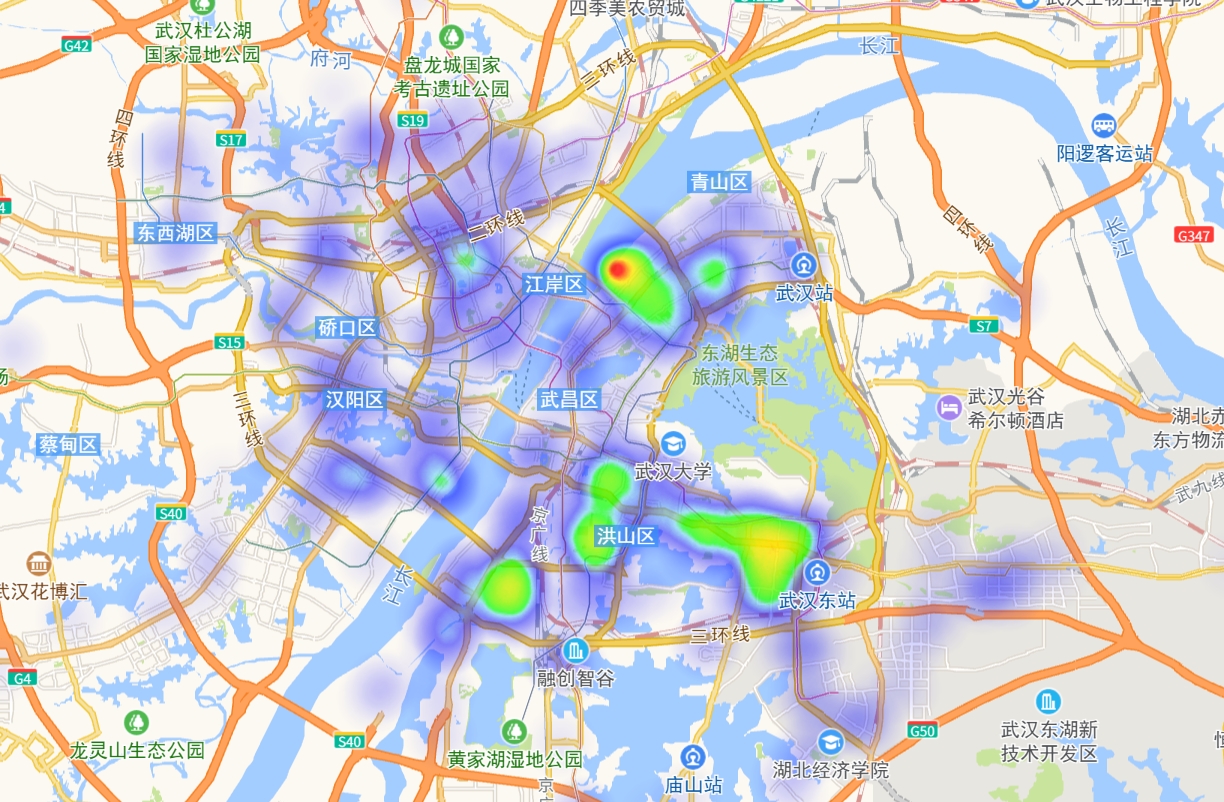 四季美农贸城
武汉杜公湖
国家湿地公园
G42
府河
长江
盘龙城国家
考古遗址公园
三环线
S19
四环线
S17
阳逻客运站
青山区
四环线
东西湖区
二环线
长江
G347
江岸区
武汉站
硚口区
S7
S15
东湖生态
旅游风景区
汉阳区
武昌区
武汉光谷
希尔顿酒店
三环线
蔡甸区
武汉大学
东方物流
武九线
S40
京广线
洪山区
武汉花博汇
长江
武汉东站
三环线
融创智谷
G4
龙灵山生态公园
S40
黄家湖湿地公园
庙山站
湖北经济学院
G50
武汉东湖新
技术开发区